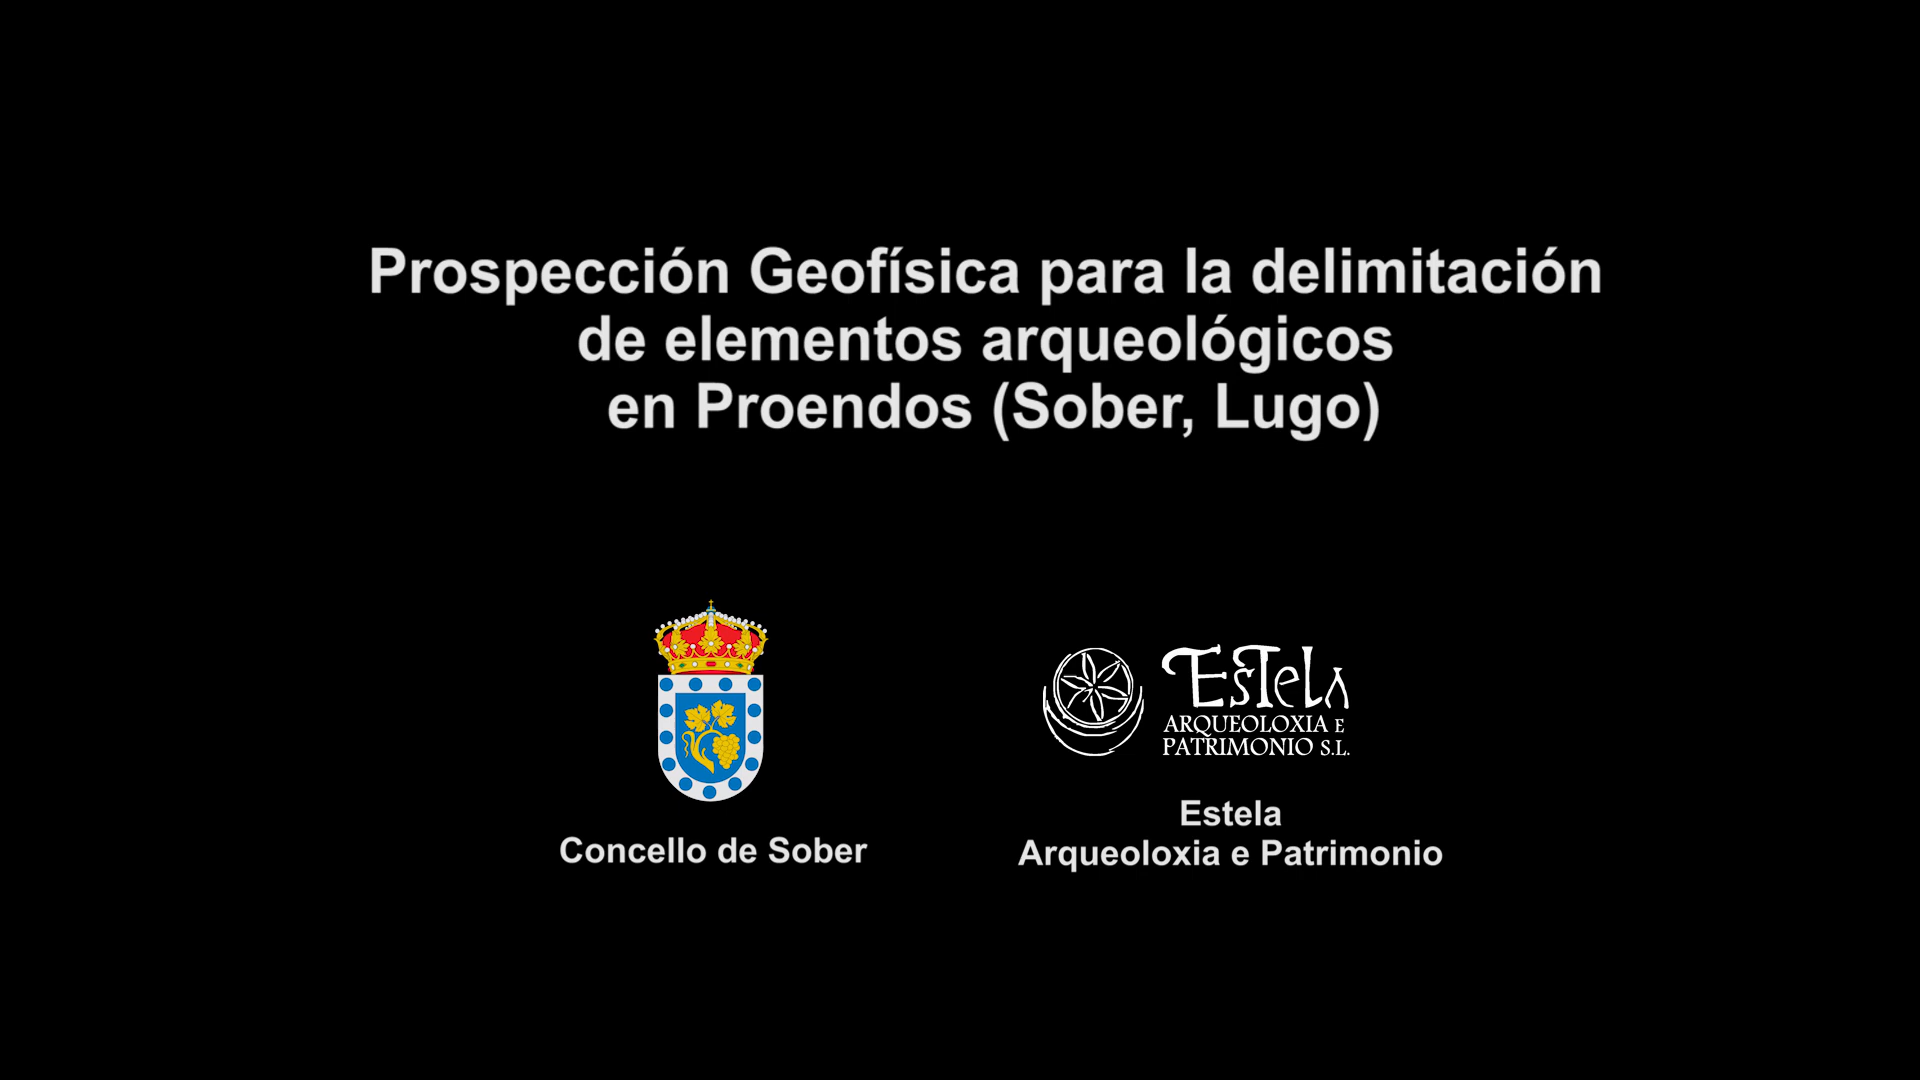 Prospección Geofísica para la delimitación
de elementos arqueológicos
en Proendos (Sober, Lugo)
Concello de Sober
Estela
ARQUEOLOXIA E
PATRIMONIO S.L.
Estela
Arqueoloxia e Patrimonio